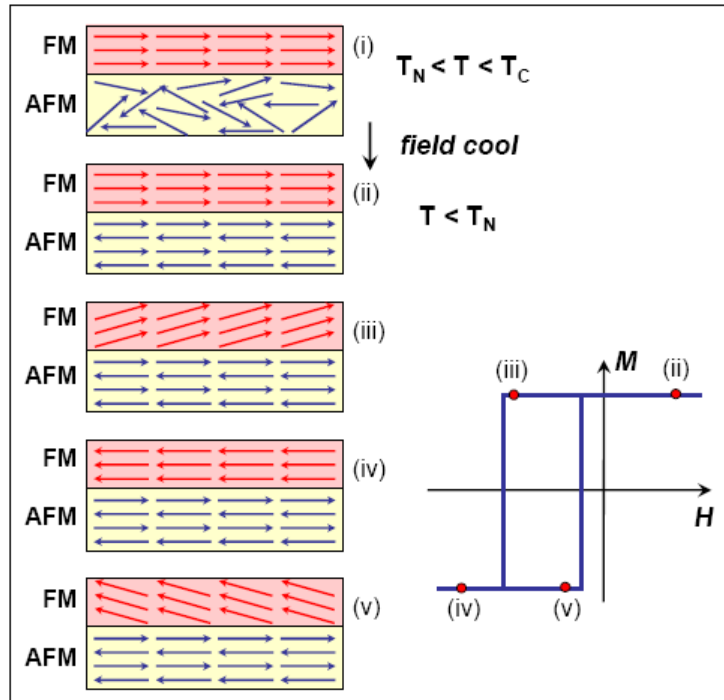 FM
(i)
AFM
T_N < T < T_C
field cool
FM
(ii)
AFM
T < T_N
FM
(iii)
AFM
FM
(iv)
AFM
FM
(v)
AFM
(iii)
M
(ii)
H
(iv)
(v)